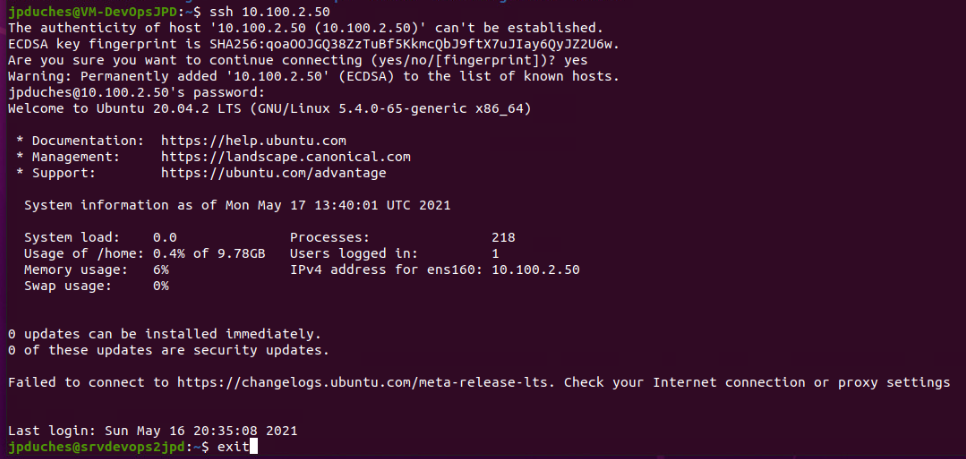 jpduches@VM-DevOpsJPD:~$ ssh 10.100.2.50
The authenticity of host '10.100.2.50 (10.100.2.50)' can't be established.
ECDSA key fingerprint is SHA256:qoaOOJGQ38ZzTuBf5KkmcQbJ9ftX7uJIay6QyJZ2U6w.
Are you sure you want to continue connecting (yes/no/[fingerprint])? yes
Warning: Permanently added '10.100.2.50' (ECDSA) to the list of known hosts.
jpduches@10.100.2.50's password:
Welcome to Ubuntu 20.04.2 LTS (GNU/Linux 5.4.0-65-generic x86_64)
* Documentation:  https://help.ubuntu.com
* Management:     https://landscape.canonical.com
* Support:        https://ubuntu.com/advantage
System information as of Mon May 17 13:40:01 UTC 2021
System load:    0.0               Processes:               218
Usage of /home: 0.4% of 9.78GB   Users logged in:         1
Memory usage:   6%                IPv4 address for ens160: 10.100.2.50
Swap usage:     0%
0 updates can be installed immediately.
0 of these updates are security updates.
Failed to connect to https://changelogs.ubuntu.com/meta-release-lts. Check your Internet connection or proxy settings
Last login: Sun May 16 20:35:08 2021
jpduches@srvdevops2jpd:~$ exit